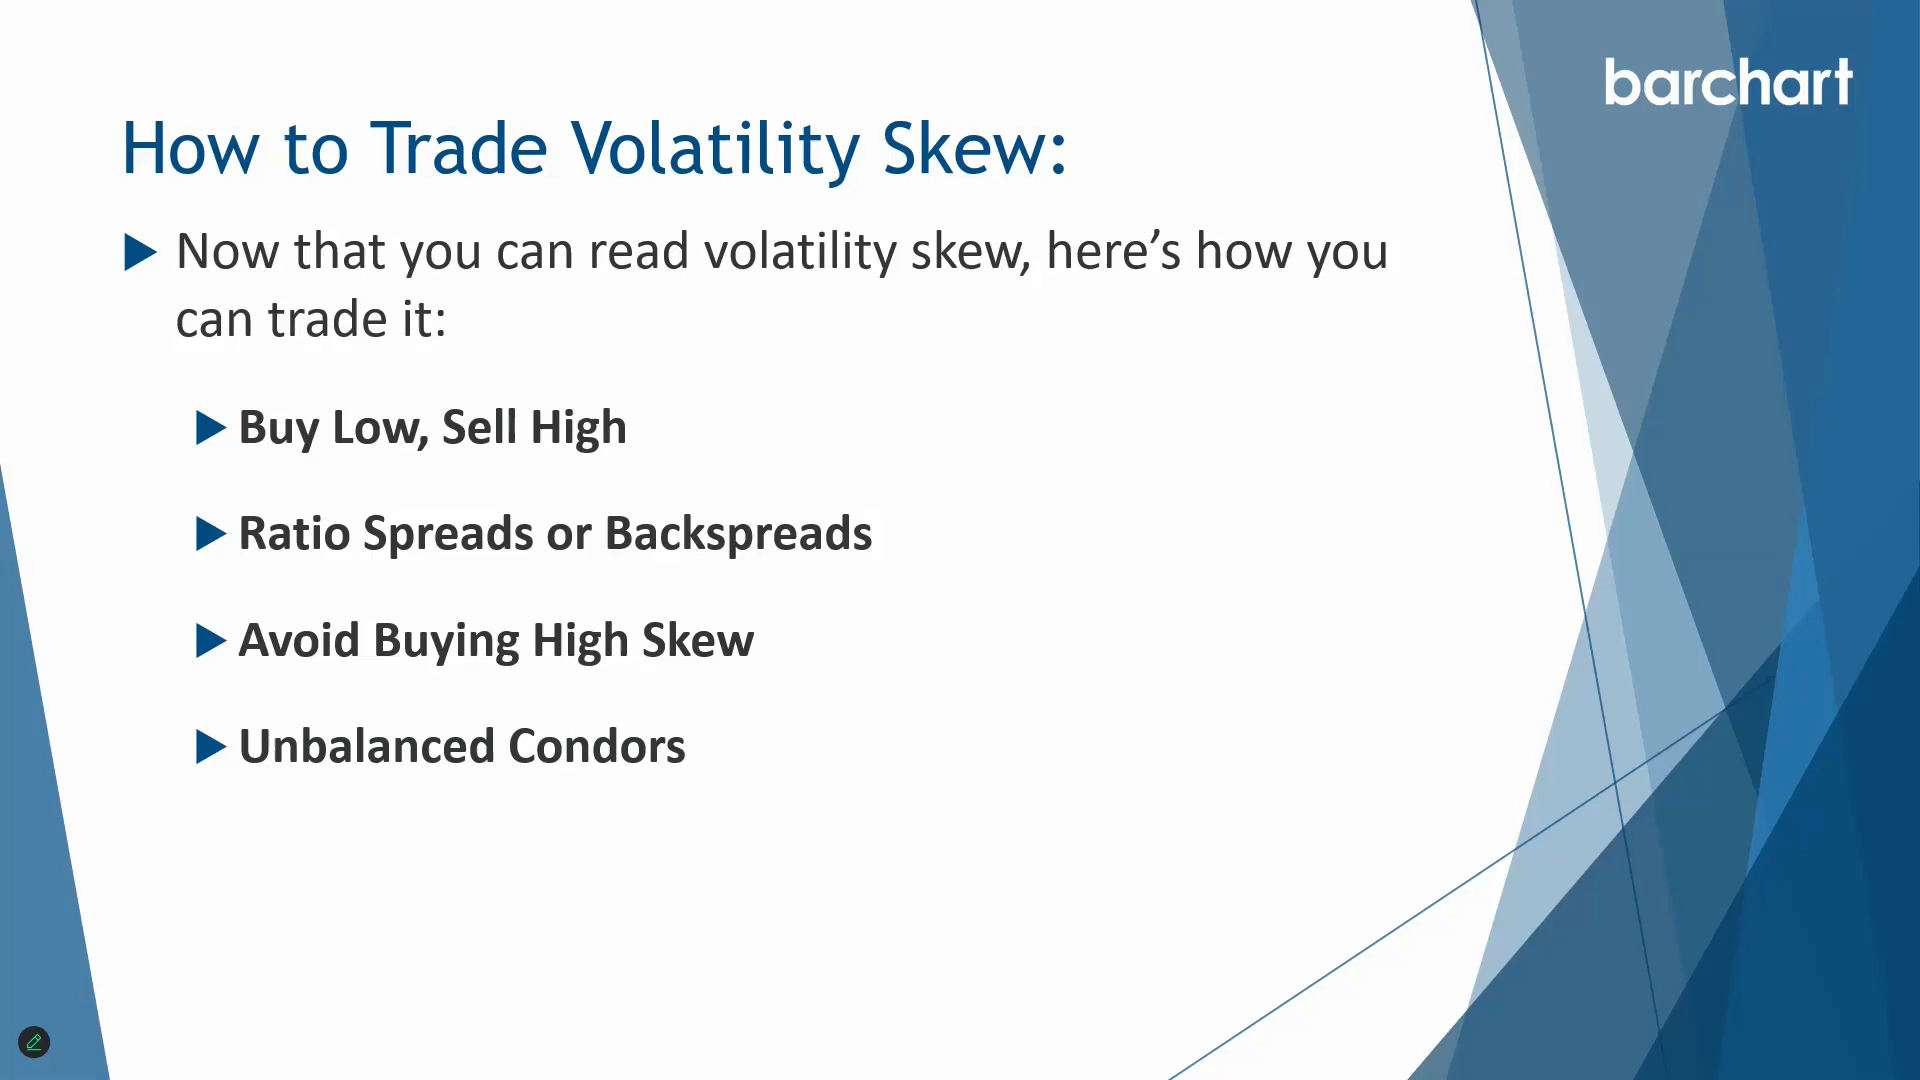 barchart
How to Trade Volatility Skew:
Now that you can read volatility skew, here’s how you
can trade it:
Buy Low, Sell High
Ratio Spreads or Backspreads
Avoid Buying High Skew
Unbalanced Condors